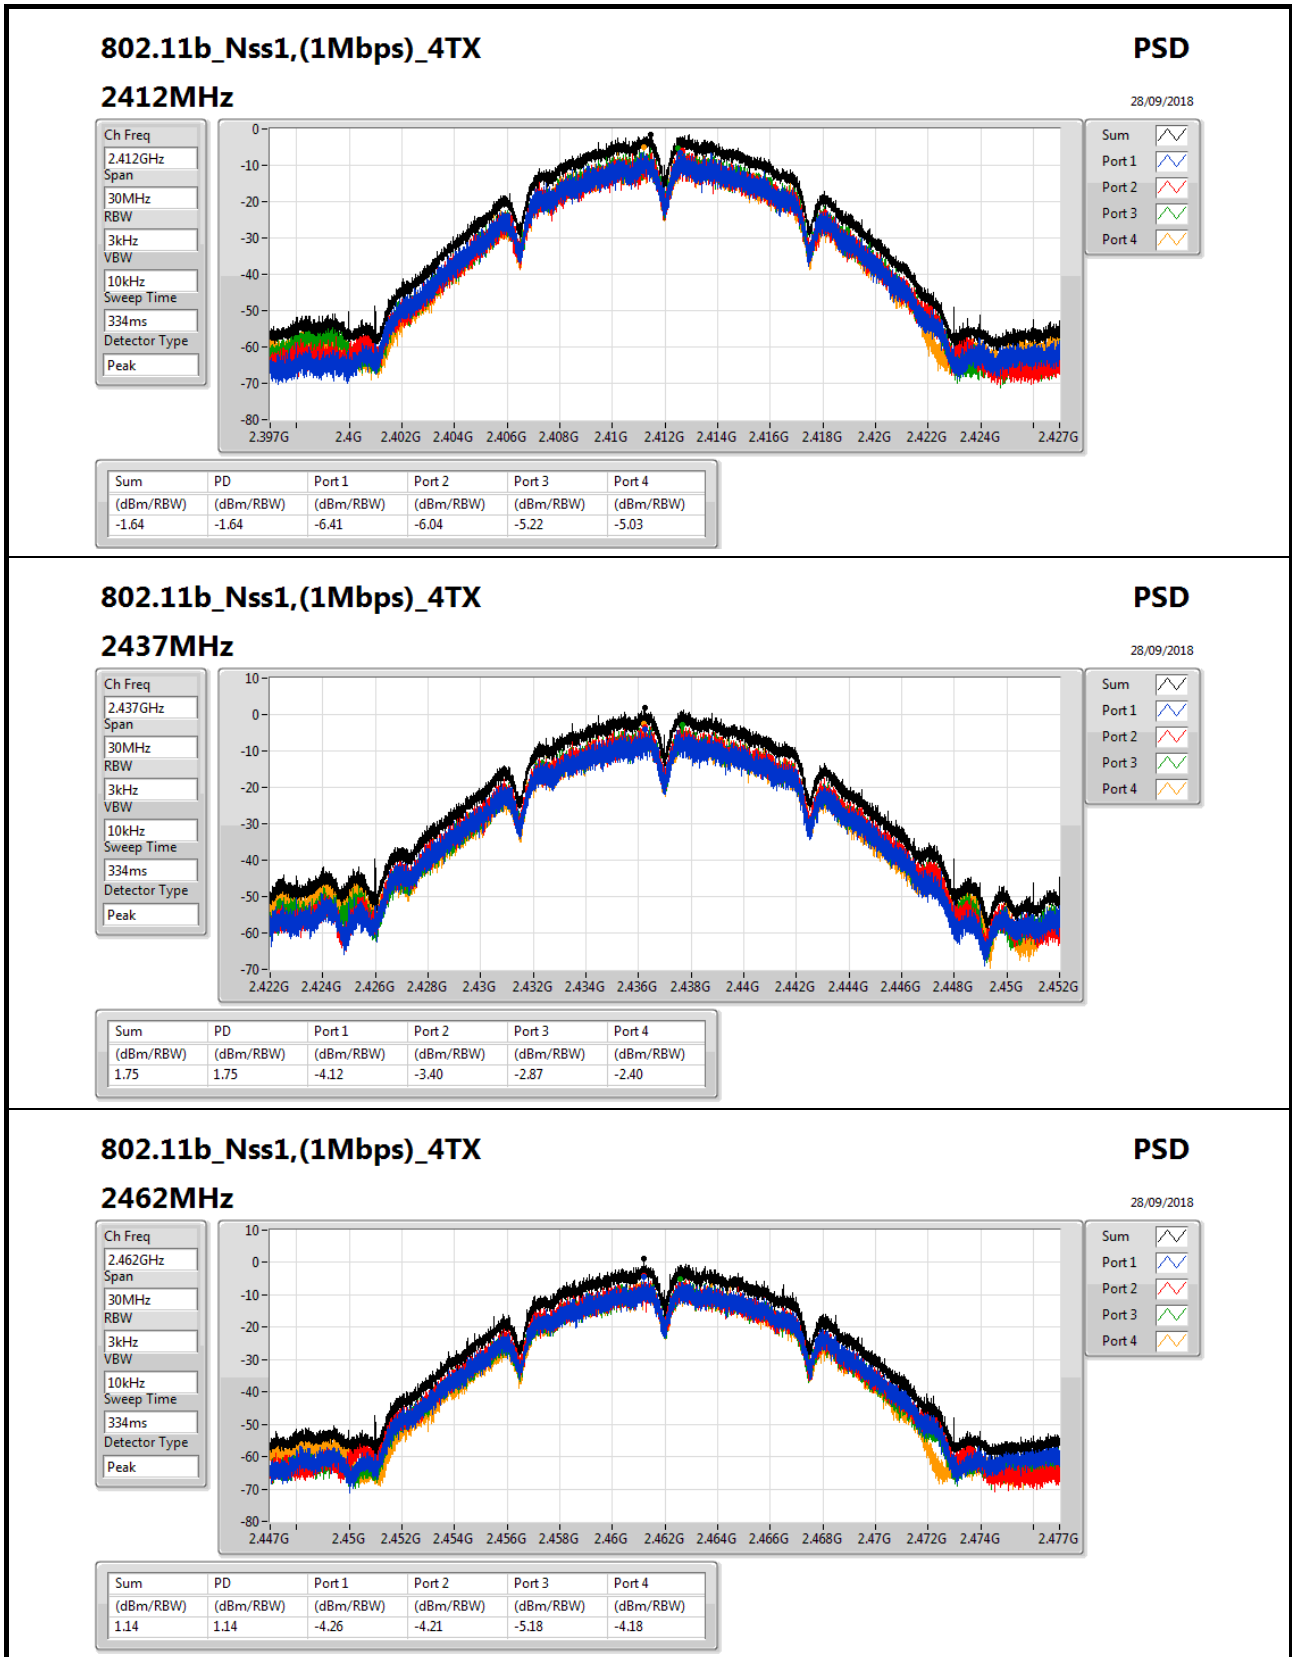 802.11b_Nss1,(1Mbps)_4TX PSD
2412MHz 28/09/2018
Ch Freq
2.412GHz
Span
30MHz
RBW
3kHz
VBW
10kHz
Sweep Time
334ms
Detector Type
Peak
0
-10
-20
-30
-40
-50
-60
-70
-80
2.397G 2.4G 2.402G 2.404G 2.406G 2.408G 2.41G 2.412G 2.414G 2.416G 2.418G 2.42G 2.422G 2.424G 2.427G
Sum
Port 1
Port 2
Port 3
Port 4
Sum PD Port 1 Port 2 Port 3 Port 4
(dBm/RBW) (dBm/RBW) (dBm/RBW) (dBm/RBW) (dBm/RBW) (dBm/RBW)
-1.64 -1.64 -6.41 -6.04 -5.22 -5.03
802.11b_Nss1,(1Mbps)_4TX PSD
2437MHz 28/09/2018
Ch Freq
2.437GHz
Span
30MHz
RBW
3kHz
VBW
10kHz
Sweep Time
334ms
Detector Type
Peak
10
0
-10
-20
-30
-40
-50
-60
-70
2.422G 2.424G 2.426G 2.428G 2.43G 2.432G 2.434G 2.436G 2.438G 2.44G 2.442G 2.444G 2.446G 2.448G 2.45G 2.452G
Sum
Port 1
Port 2
Port 3
Port 4
Sum PD Port 1 Port 2 Port 3 Port 4
(dBm/RBW) (dBm/RBW) (dBm/RBW) (dBm/RBW) (dBm/RBW) (dBm/RBW)
1.75 1.75 -4.12 -3.40 -2.87 -2.40
802.11b_Nss1,(1Mbps)_4TX PSD
2462MHz 28/09/2018
Ch Freq
2.462GHz
Span
30MHz
RBW
3kHz
VBW
10kHz
Sweep Time
334ms
Detector Type
Peak
10
0
-10
-20
-30
-40
-50
-60
-70
-80
2.447G 2.45G 2.452G 2.454G 2.456G 2.458G 2.46G 2.462G 2.464G 2.466G 2.468G 2.47G 2.472G 2.474G 2.477G
Sum
Port 1
Port 2
Port 3
Port 4
Sum PD Port 1 Port 2 Port 3 Port 4
(dBm/RBW) (dBm/RBW) (dBm/RBW) (dBm/RBW) (dBm/RBW) (dBm/RBW)
1.14 1.14 -4.26 -4.21 -5.18 -4.18